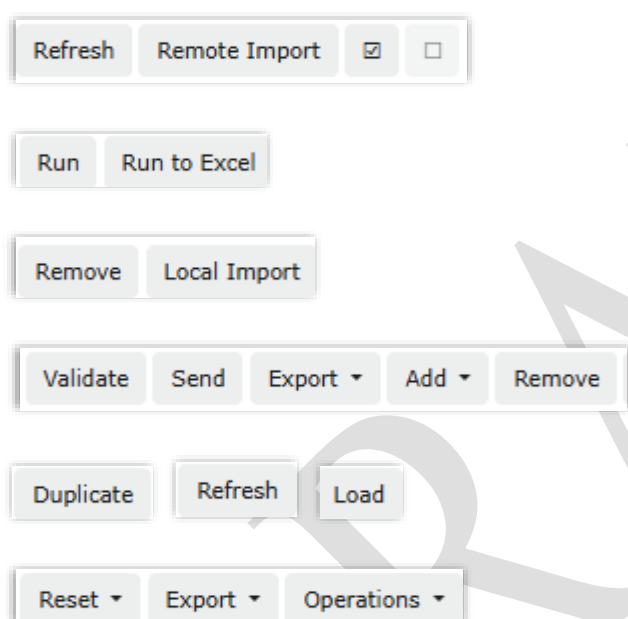 Refresh Remote Import ☑ ☐
Run Run to Excel
Remove Local Import
Validate Send Export Add Remove
Duplicate Refresh Load
Reset Export Operations